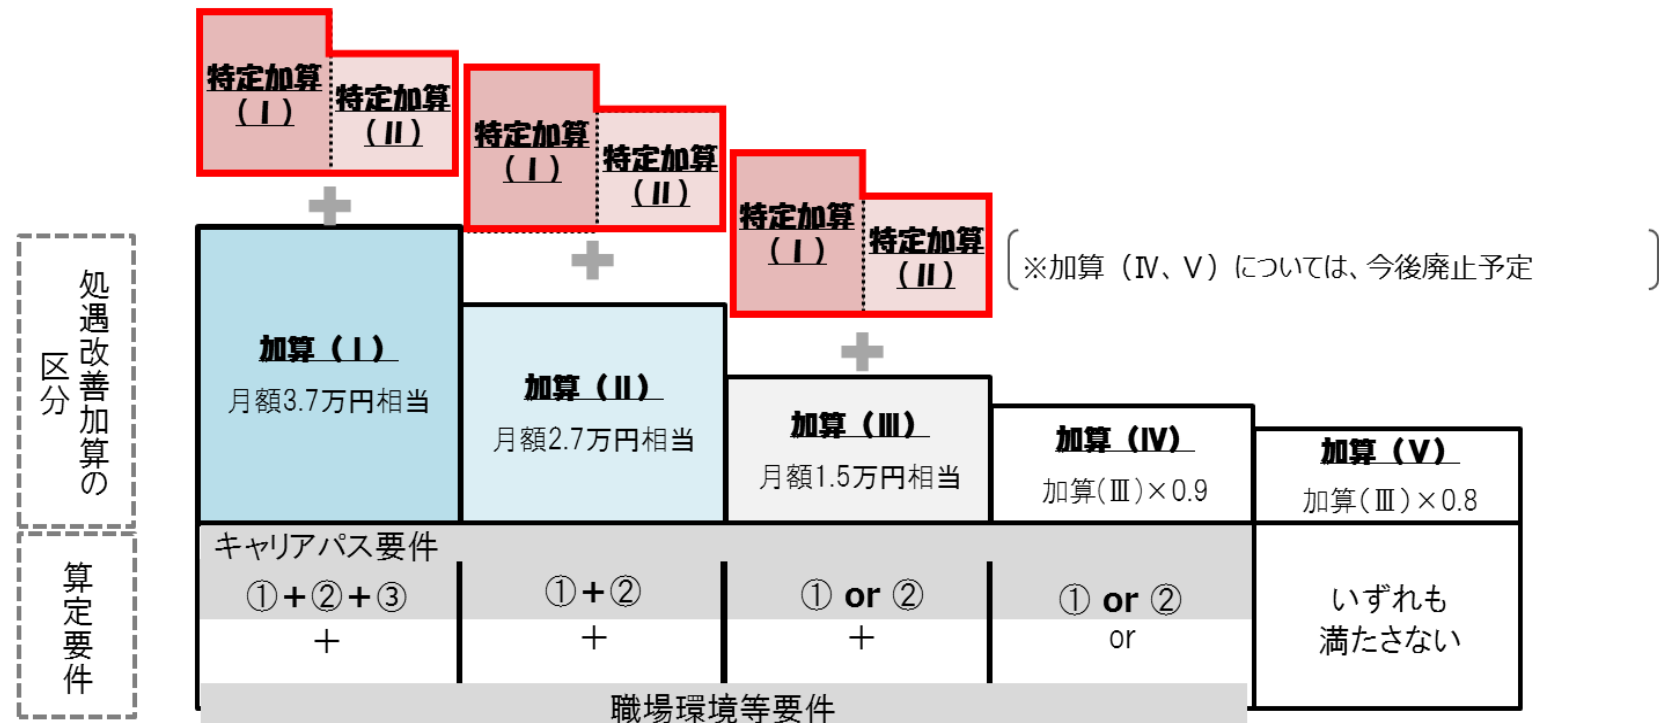 特定加算
（Ⅰ）
特定加算
（Ⅱ）
特定加算
（Ⅰ）
特定加算
（Ⅱ）
特定加算
（Ⅰ）
特定加算
（Ⅱ）
※加算（Ⅳ、Ⅴ）については、今後廃止予定
処遇改善加算の
区分
加算（Ⅰ）
月額3.7万円相当
加算（Ⅱ）
月額2.7万円相当
加算（Ⅲ）
月額1.5万円相当
加算（Ⅳ）
加算(Ⅲ)×0.9
加算（Ⅴ）
加算(Ⅲ)×0.8
算定要件
キャリアパス要件
①+②+③
+
①+②
+
① or ②
+
① or ②
or
いずれも
満たさない
職場環境等要件